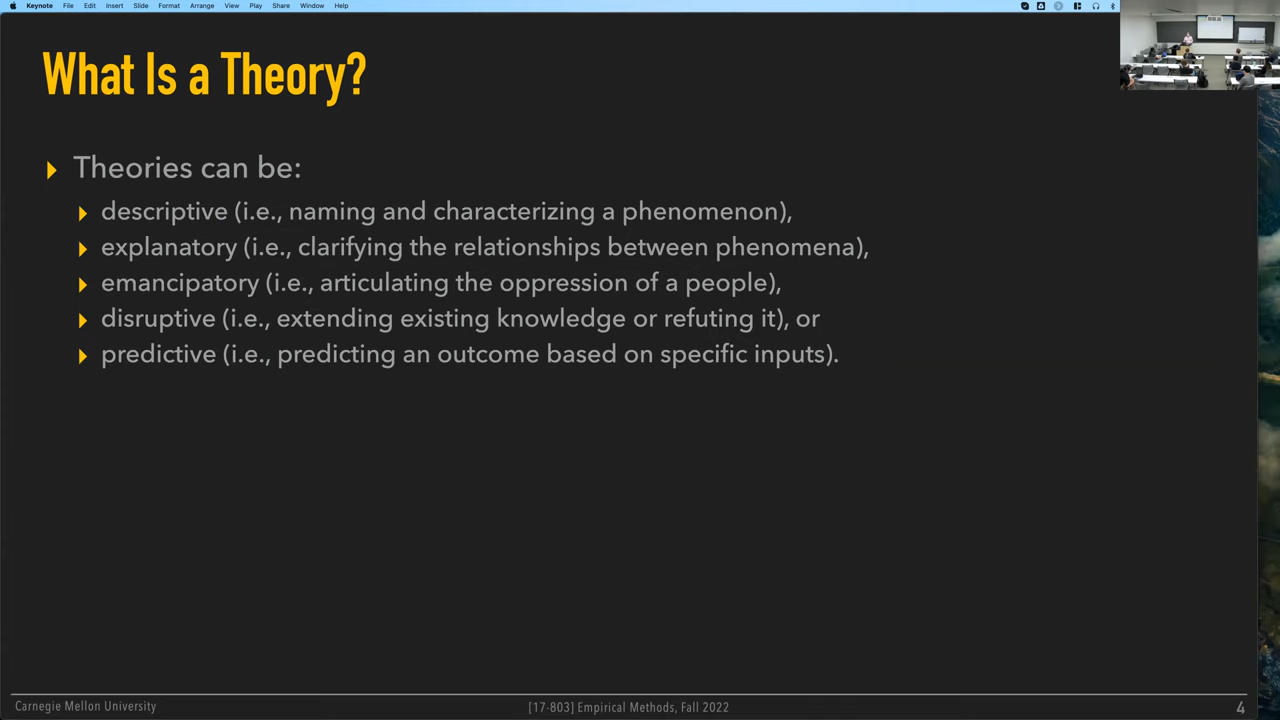 Keynote File Edit Insert Slide Format Arrange View Play Share Window Help
What Is a Theory?
Theories can be:
descriptive (i.e., naming and characterizing a phenomenon),
explanatory (i.e., clarifying the relationships between phenomena),
emancipatory (i.e., articulating the oppression of a people),
disruptive (i.e., extending existing knowledge or refuting it), or
predictive (i.e., predicting an outcome based on specific inputs).
Carnegie Mellon University [17-803] Empirical Methods, Fall 2022 4